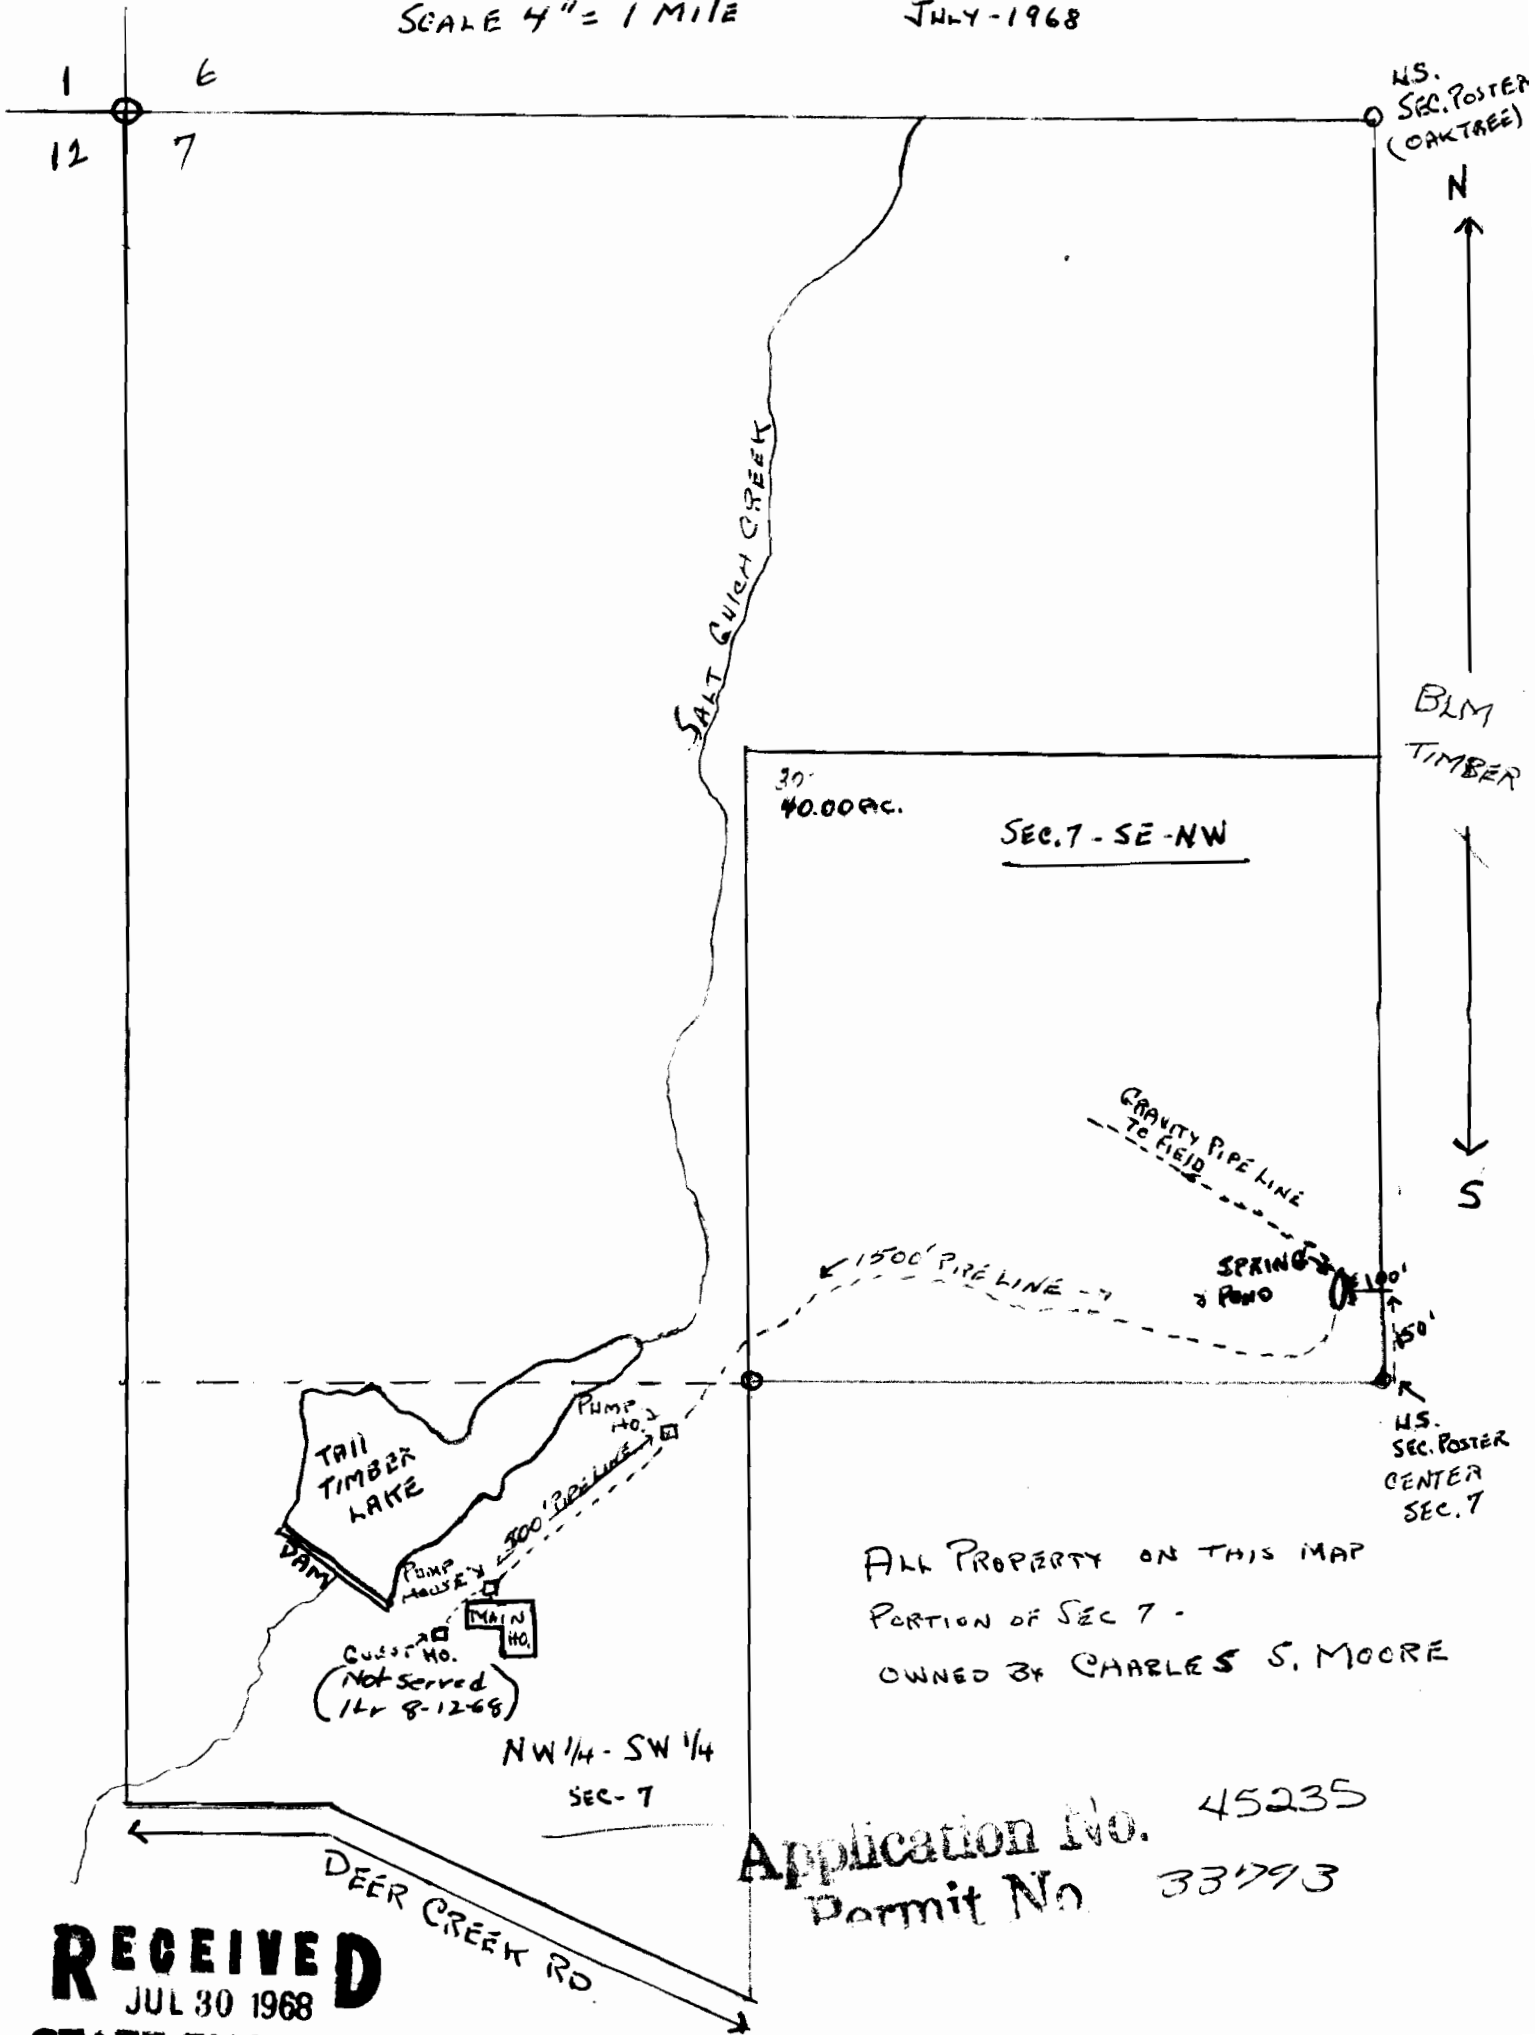 SCALE 4" = 1 MILE JULY-1968
1 6
12 7
U.S.
SEC. POSTER
(OAKTREE)
N
SALT GULCH CREEK
BLM
TIMBER
40.00 AC.
SEC. 7 - SE - NW
GRAVITY PIPE LINE
TO FIELD
S
1500' PIPE LINE
SPRING
& POND
100'
50'
U.S.
SEC. POSTER
CENTER
SEC. 7
TALL
TIMBER
LAKE
DAM
PUMP
HO.
PIPELINE
PUMP
HOUSE
MAIN
HO.
GUEST HO.
(Not Served
8-12-68)
ALL PROPERTY ON THIS MAP
PORTION OF SEC 7 -
OWNED BY CHARLES S. MOORE
NW 1/4 - SW 1/4
SEC - 7
DEER CREEK RD.
Application No. 45235
Permit No 33793
RECEIVED
JUL 30 1968